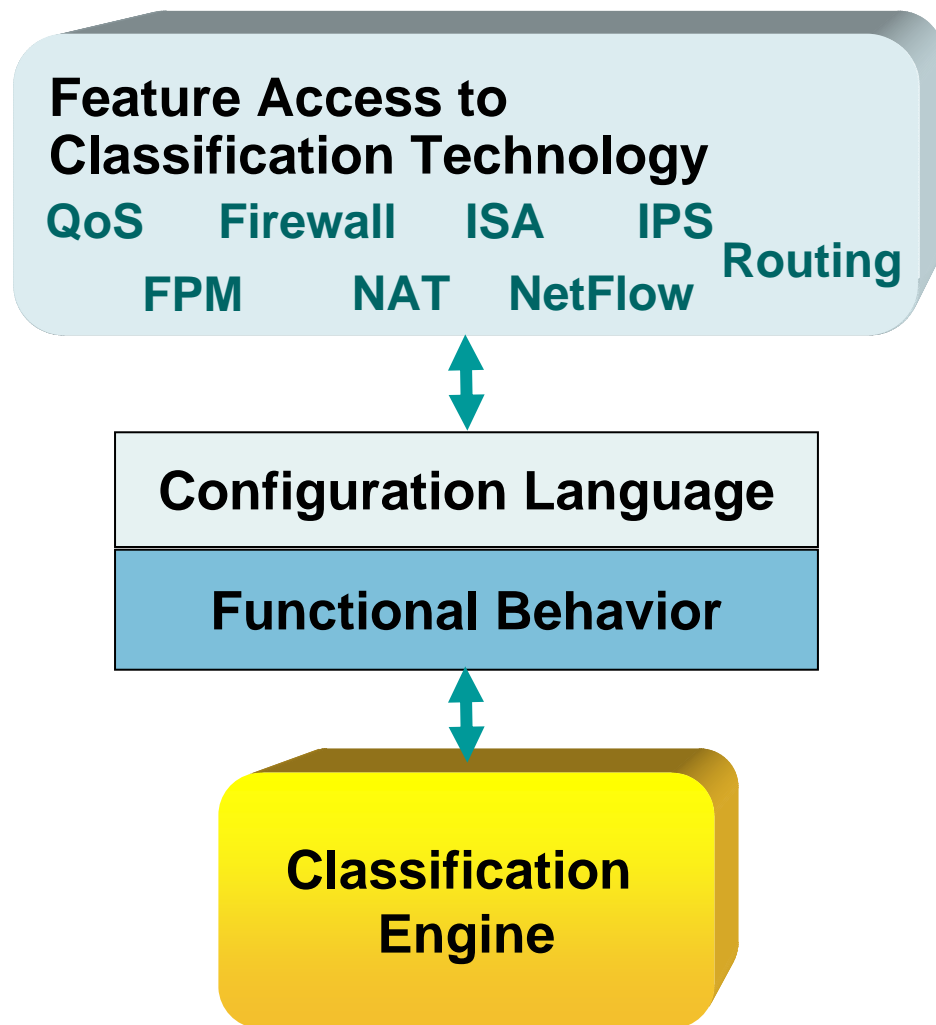 Feature Access to
Classification Technology
QoS Firewall ISA IPS
Routing
FPM NAT NetFlow
Configuration Language
Functional Behavior
Classification
Engine